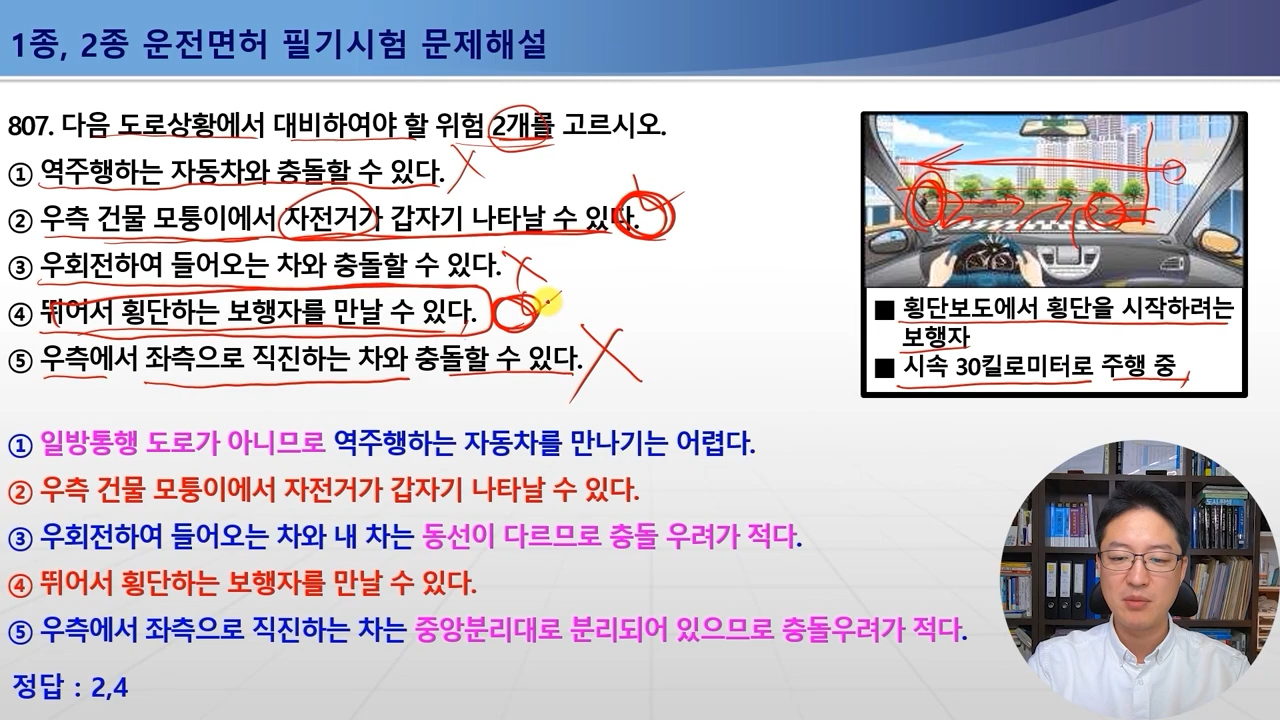 1종, 2종 운전면허 필기시험 문제해설
807. 다음 도로상황에서 대비하여야 할 위험 2개를 고르시오.
① 역주행하는 자동차와 충돌할 수 있다.
② 우측 건물 모퉁이에서 자전거가 갑자기 나타날 수 있다.
③ 우회전하여 들어오는 차와 충돌할 수 있다.
④ 뛰어서 횡단하는 보행자를 만날 수 있다.
⑤ 우측에서 좌측으로 직진하는 차와 충돌할 수 있다.
■ 횡단보도에서 횡단을 시작하려는
보행자
■ 시속 30킬로미터로 주행 중
① 일방통행 도로가 아니므로 역주행하는 자동차를 만나기는 어렵다.
② 우측 건물 모퉁이에서 자전거가 갑자기 나타날 수 있다.
③ 우회전하여 들어오는 차와 내 차는 동선이 다르므로 충돌 우려가 적다.
④ 뛰어서 횡단하는 보행자를 만날 수 있다.
⑤ 우측에서 좌측으로 직진하는 차는 중앙분리대로 분리되어 있으므로 충돌우려가 적다.
정답 : 2,4